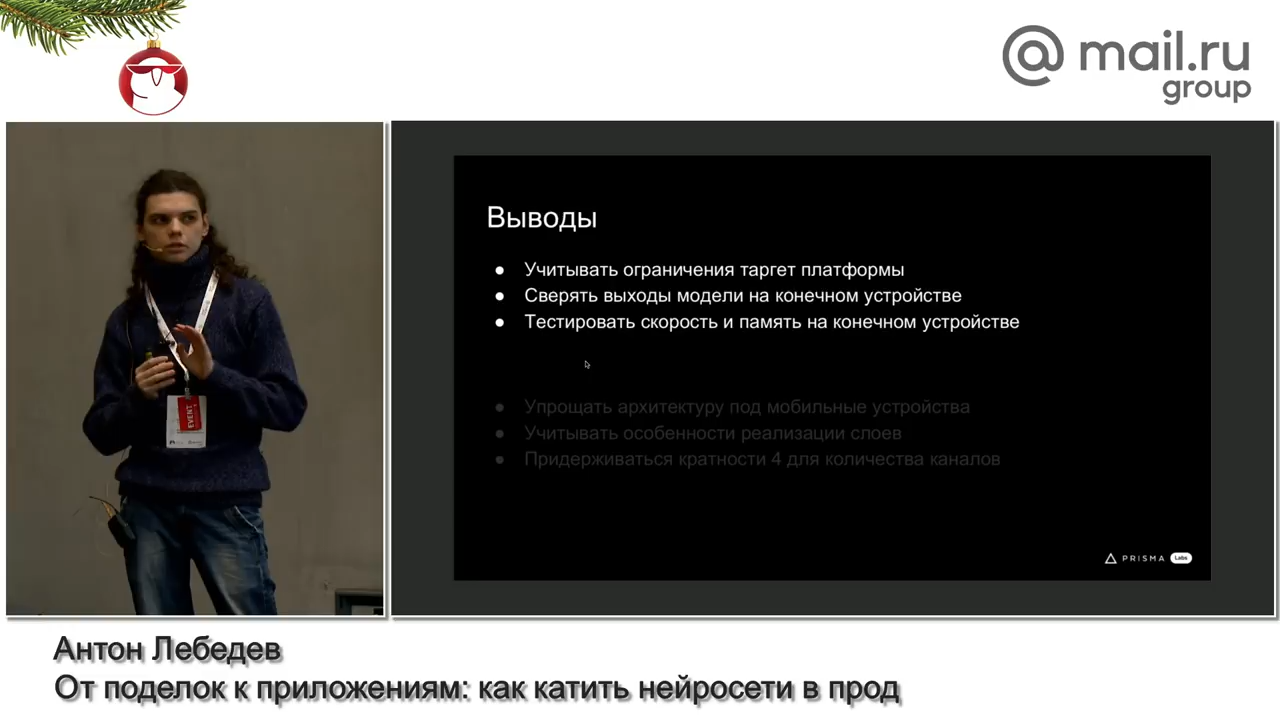 @ mail.ru
group
Выводы
● Учитывать ограничения таргет платформы
● Сверять выходы модели на конечном устройстве
● Тестировать скорость и память на конечном устройстве
● Упрощать архитектуру под мобильные устройства
● Учитывать особенности реализации слоев
● Придерживаться кратности 4 для количества каналов
PRISMA Labs
EVENT
Антон Лебедев
От поделок к приложениям: как катить нейросети в прод